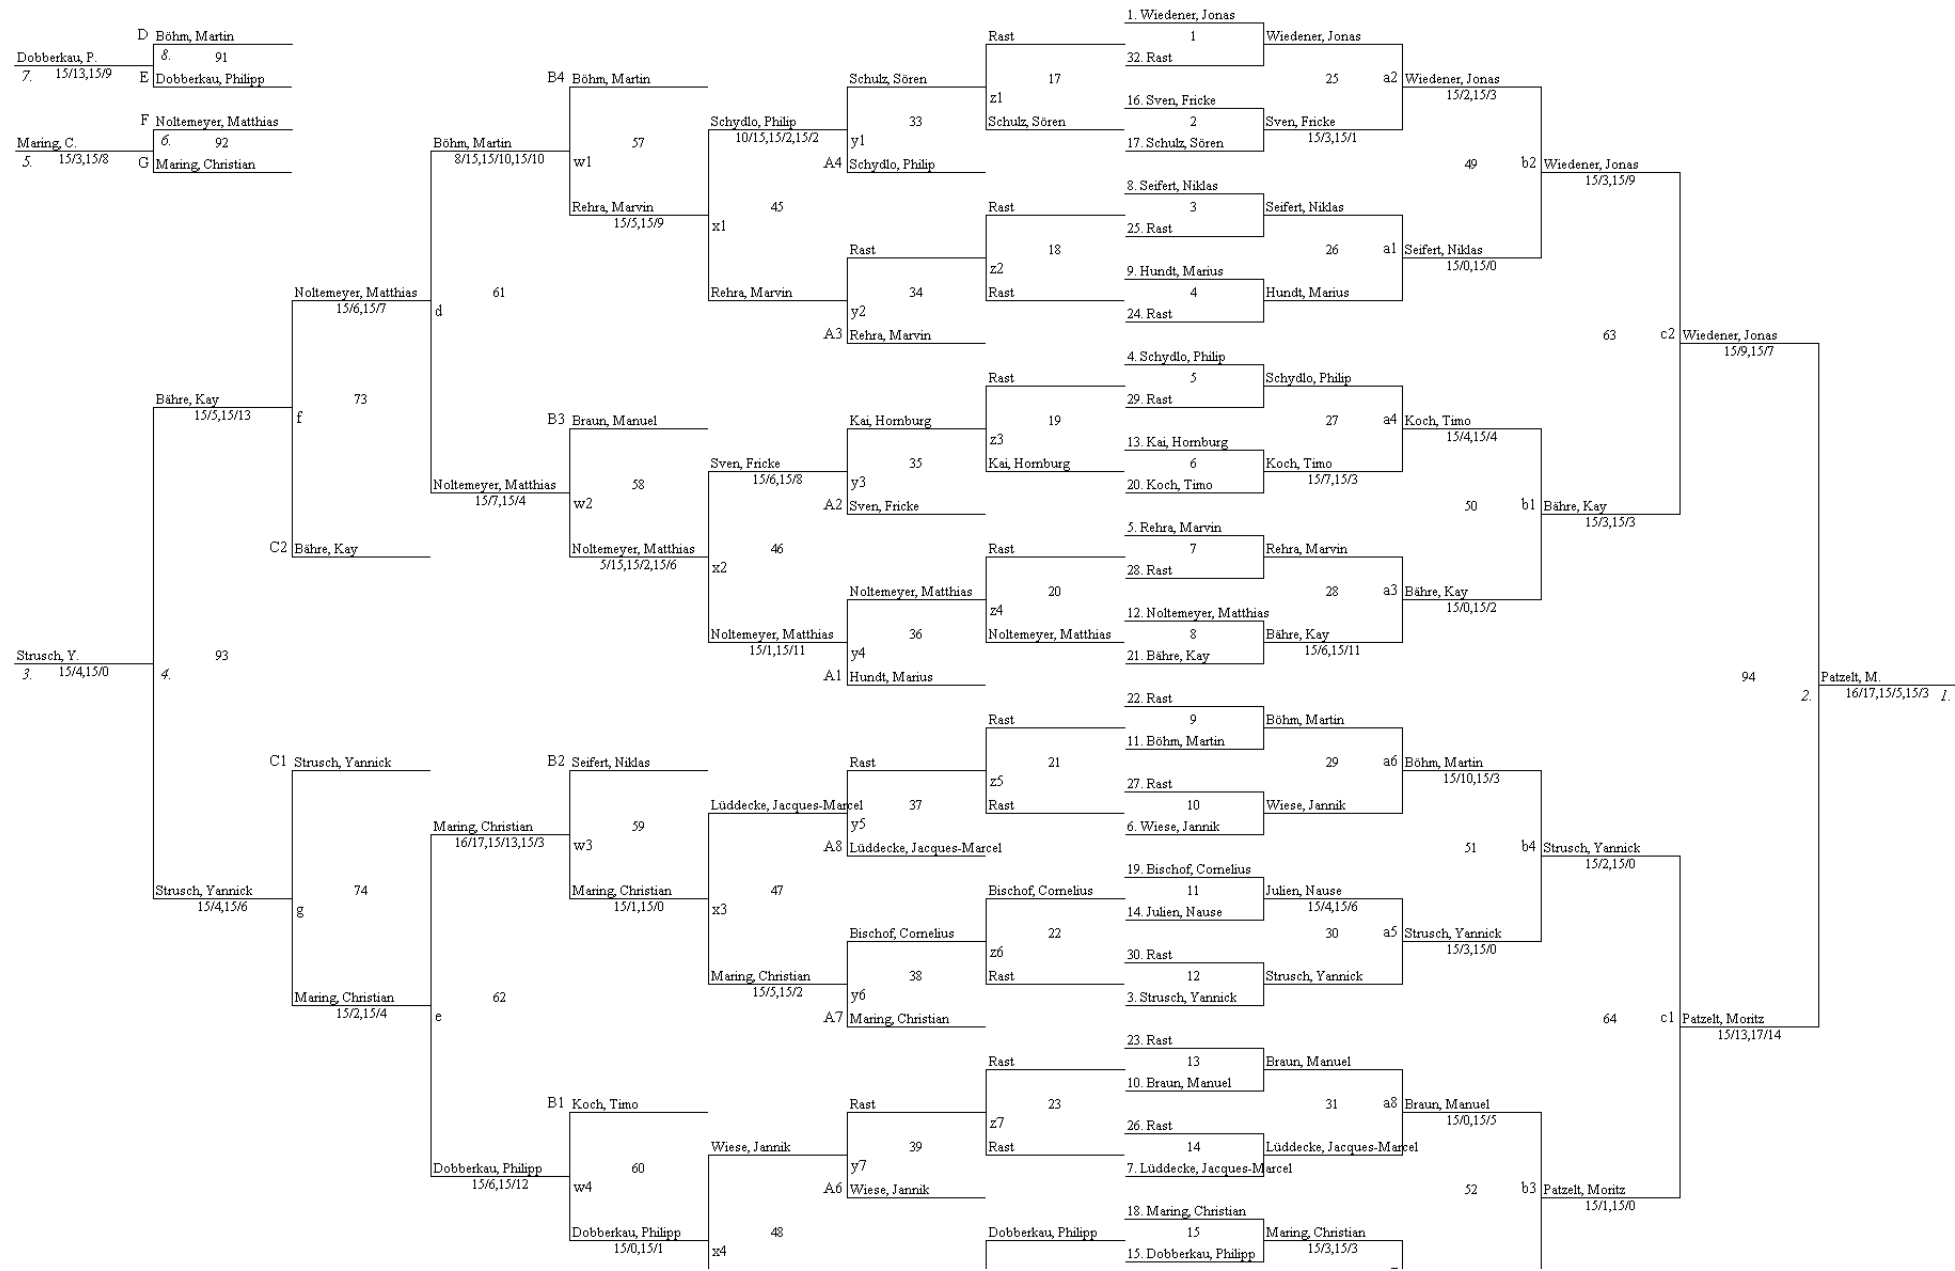 D Böhm, Martin
8. 91
Dobberkau, P.
7. 15/13,15/9
E Dobberkau, Philipp
F Noltemeyer, Matthias
6. 92
Maring, C.
5. 15/3,15/8
G Maring, Christian
Strusch, Y.
3. 15/4,15/0
93
4.
Bähre, Kay
15/5,15/13
Strusch, Yannick
15/4,15/6
Noltemeyer, Matthias
15/6,15/7
73
f
C2 Bähre, Kay
C1 Strusch, Yannick
74
g
Maring, Christian
15/2,15/4
Böhm, Martin
8/15,15/10,15/10
61
d
Noltemeyer, Matthias
15/7,15/4
Maring, Christian
16/17,15/13,15/3
62
e
Dobberkau, Philipp
15/6,15/12
B4 Böhm, Martin
57
w1
Rehra, Marvin
15/5,15/9
B3 Braun, Manuel
58
w2
Noltemeyer, Matthias
5/15,15/2,15/6
B2 Seifert, Niklas
59
w3
Maring, Christian
15/1,15/0
B1 Koch, Timo
60
w4
Dobberkau, Philipp
15/0,15/1
Schydlo, Philip
10/15,15/2,15/2
45
x1
Rehra, Marvin
Sven, Fricke
15/6,15/8
46
x2
Noltemeyer, Matthias
15/1,15/11
Lüddecke, Jacques-Marcel
47
x3
Maring, Christian
15/5,15/2
Wiese, Jannik
48
x4
Schulz, Sören
33
y1
A4 Schydlo, Philip
Rast
34
y2
A3 Rehra, Marvin
Kai, Hornburg
35
y3
A2 Sven, Fricke
Noltemeyer, Matthias
36
y4
A1 Hundt, Marius
Rast
37
y5
A8 Lüddecke, Jacques-Marcel
Bischof, Cornelius
38
y6
A7 Maring, Christian
Rast
39
y7
A6 Wiese, Jannik
Rast
17
z1
Schulz, Sören
Rast
18
z2
Rast
Rast
19
z3
Kai, Hornburg
Rast
20
z4
Noltemeyer, Matthias
Rast
21
z5
Rast
Bischof, Cornelius
22
z6
Rast
Rast
23
z7
Rast
Dobberkau, Philipp
1. Wiedener, Jonas
1
32. Rast
16. Sven, Fricke
2
17. Schulz, Sören
8. Seifert, Niklas
3
25. Rast
9. Hundt, Marius
4
24. Rast
4. Schydlo, Philip
5
29. Rast
13. Kai, Hornburg
6
20. Koch, Timo
5. Rehra, Marvin
7
28. Rast
12. Noltemeyer, Matthias
8
21. Bähre, Kay
22. Rast
9
11. Böhm, Martin
27. Rast
10
6. Wiese, Jannik
19. Bischof, Cornelius
11
14. Julien, Nause
30. Rast
12
3. Strusch, Yannick
23. Rast
13
10. Braun, Manuel
26. Rast
14
7. Lüddecke, Jacques-Marcel
18. Maring, Christian
15
15. Dobberkau, Philipp
Wiedener, Jonas
25
Sven, Fricke
15/3,15/1
Seifert, Niklas
26
Hundt, Marius
Schydlo, Philip
27
Koch, Timo
15/7,15/3
Rehra, Marvin
28
Bähre, Kay
15/6,15/11
Böhm, Martin
29
Wiese, Jannik
Julien, Nause
15/4,15/6
30
Strusch, Yannick
Braun, Manuel
31
Lüddecke, Jacques-Marcel
Maring, Christian
15/3,15/3
a2 Wiedener, Jonas
15/2,15/3
49
a1 Seifert, Niklas
15/0,15/0
a4 Koch, Timo
15/4,15/4
50
a3 Bähre, Kay
15/0,15/2
a6 Böhm, Martin
15/10,15/3
51
a5 Strusch, Yannick
15/3,15/0
a8 Braun, Manuel
15/0,15/5
52
b2 Wiedener, Jonas
15/3,15/9
63
b1 Bähre, Kay
15/3,15/3
b4 Strusch, Yannick
15/2,15/0
64
b3 Patzelt, Moritz
15/1,15/0
c2 Wiedener, Jonas
15/9,15/7
94
2.
c1 Patzelt, Moritz
15/13,17/14
Patzelt, M.
16/17,15/5,15/3 1.